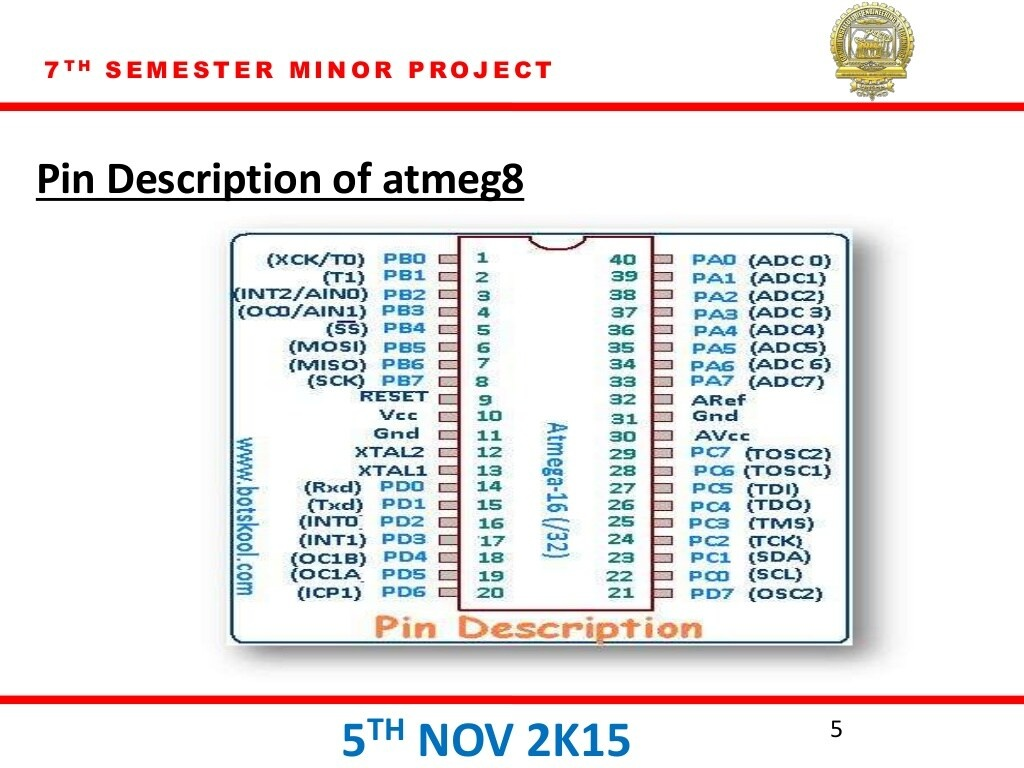 7TH SEMESTER MINOR PROJECT
Pin Description of atmeg8
(XCK/T0) PB0 1 40 PA0 (ADC 0)
(T1) PB1 2 39 PA1 (ADC1)
(INT2/AIN0) PB2 3 38 PA2 (ADC2)
(OC0/AIN1) PB3 4 37 PA3 (ADC 3)
(SS) PB4 5 36 PA4 (ADC4)
(MOSI) PB5 6 35 PA5 (ADC5)
(MISO) PB6 7 34 PA6 (ADC 6)
(SCK) PB7 8 33 PA7 (ADC7)
RESET 9 32 ARef
Vcc 10 31 Gnd
Gnd 11 30 AVcc
XTAL2 12 29 PC7 (TOSC2)
XTAL1 13 28 PC6 (TOSC1)
(Rxd) PD0 14 27 PC5 (TDI)
(Txd) PD1 15 26 PC4 (TDO)
(INT0 PD2 16 25 PC3 (TMS)
(INT1) PD3 17 24 PC2 (TCK)
(OC1B) PD4 18 23 PC1 (SDA)
(OC1A PD5 19 22 PC0 (SCL)
(ICP1) PD6 20 21 PD7 (OSC2)
Atmega-16 (/32)
www.botskool.com
Pin Description
5TH NOV 2K15
5